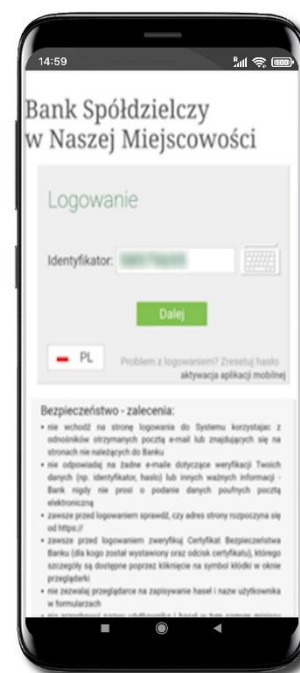 14:59
Bank Spółdzielczy
w Naszej Miejscowości
Logowanie
Identyfikator:
Dalej
PL
Problem z logowaniem? Zresetuj hasło
aktywacja aplikacji mobilnej
Bezpieczeństwo - zalecenia:
• nie wchodź na stronę logowania do Systemu korzystając z
odnośników otrzymanych pocztą e-mail lub znajdujących się na
stronach nie należących do Banku
• nie odpowiadaj na żadne e-maile dotyczące weryfikacji Twoich
danych (np. identyfikator, hasło) lub innych ważnych informacji -
Bank nigdy nie prosi o podanie danych poufnych pocztą
elektroniczną
• zawsze przed logowaniem sprawdź, czy adres strony rozpoczyna się
od https://
• zawsze przed logowaniem zweryfikuj Certyfikat Bezpieczeństwa
Banku (dla kogo został wystawiony oraz odcisk certyfikatu), którego
szczegóły są dostępne poprzez kliknięcie na symbol kłódki w oknie
przeglądarki
• nie zezwalaj przeglądarce na zapisywanie haseł i nazw użytkownika
w formularzach